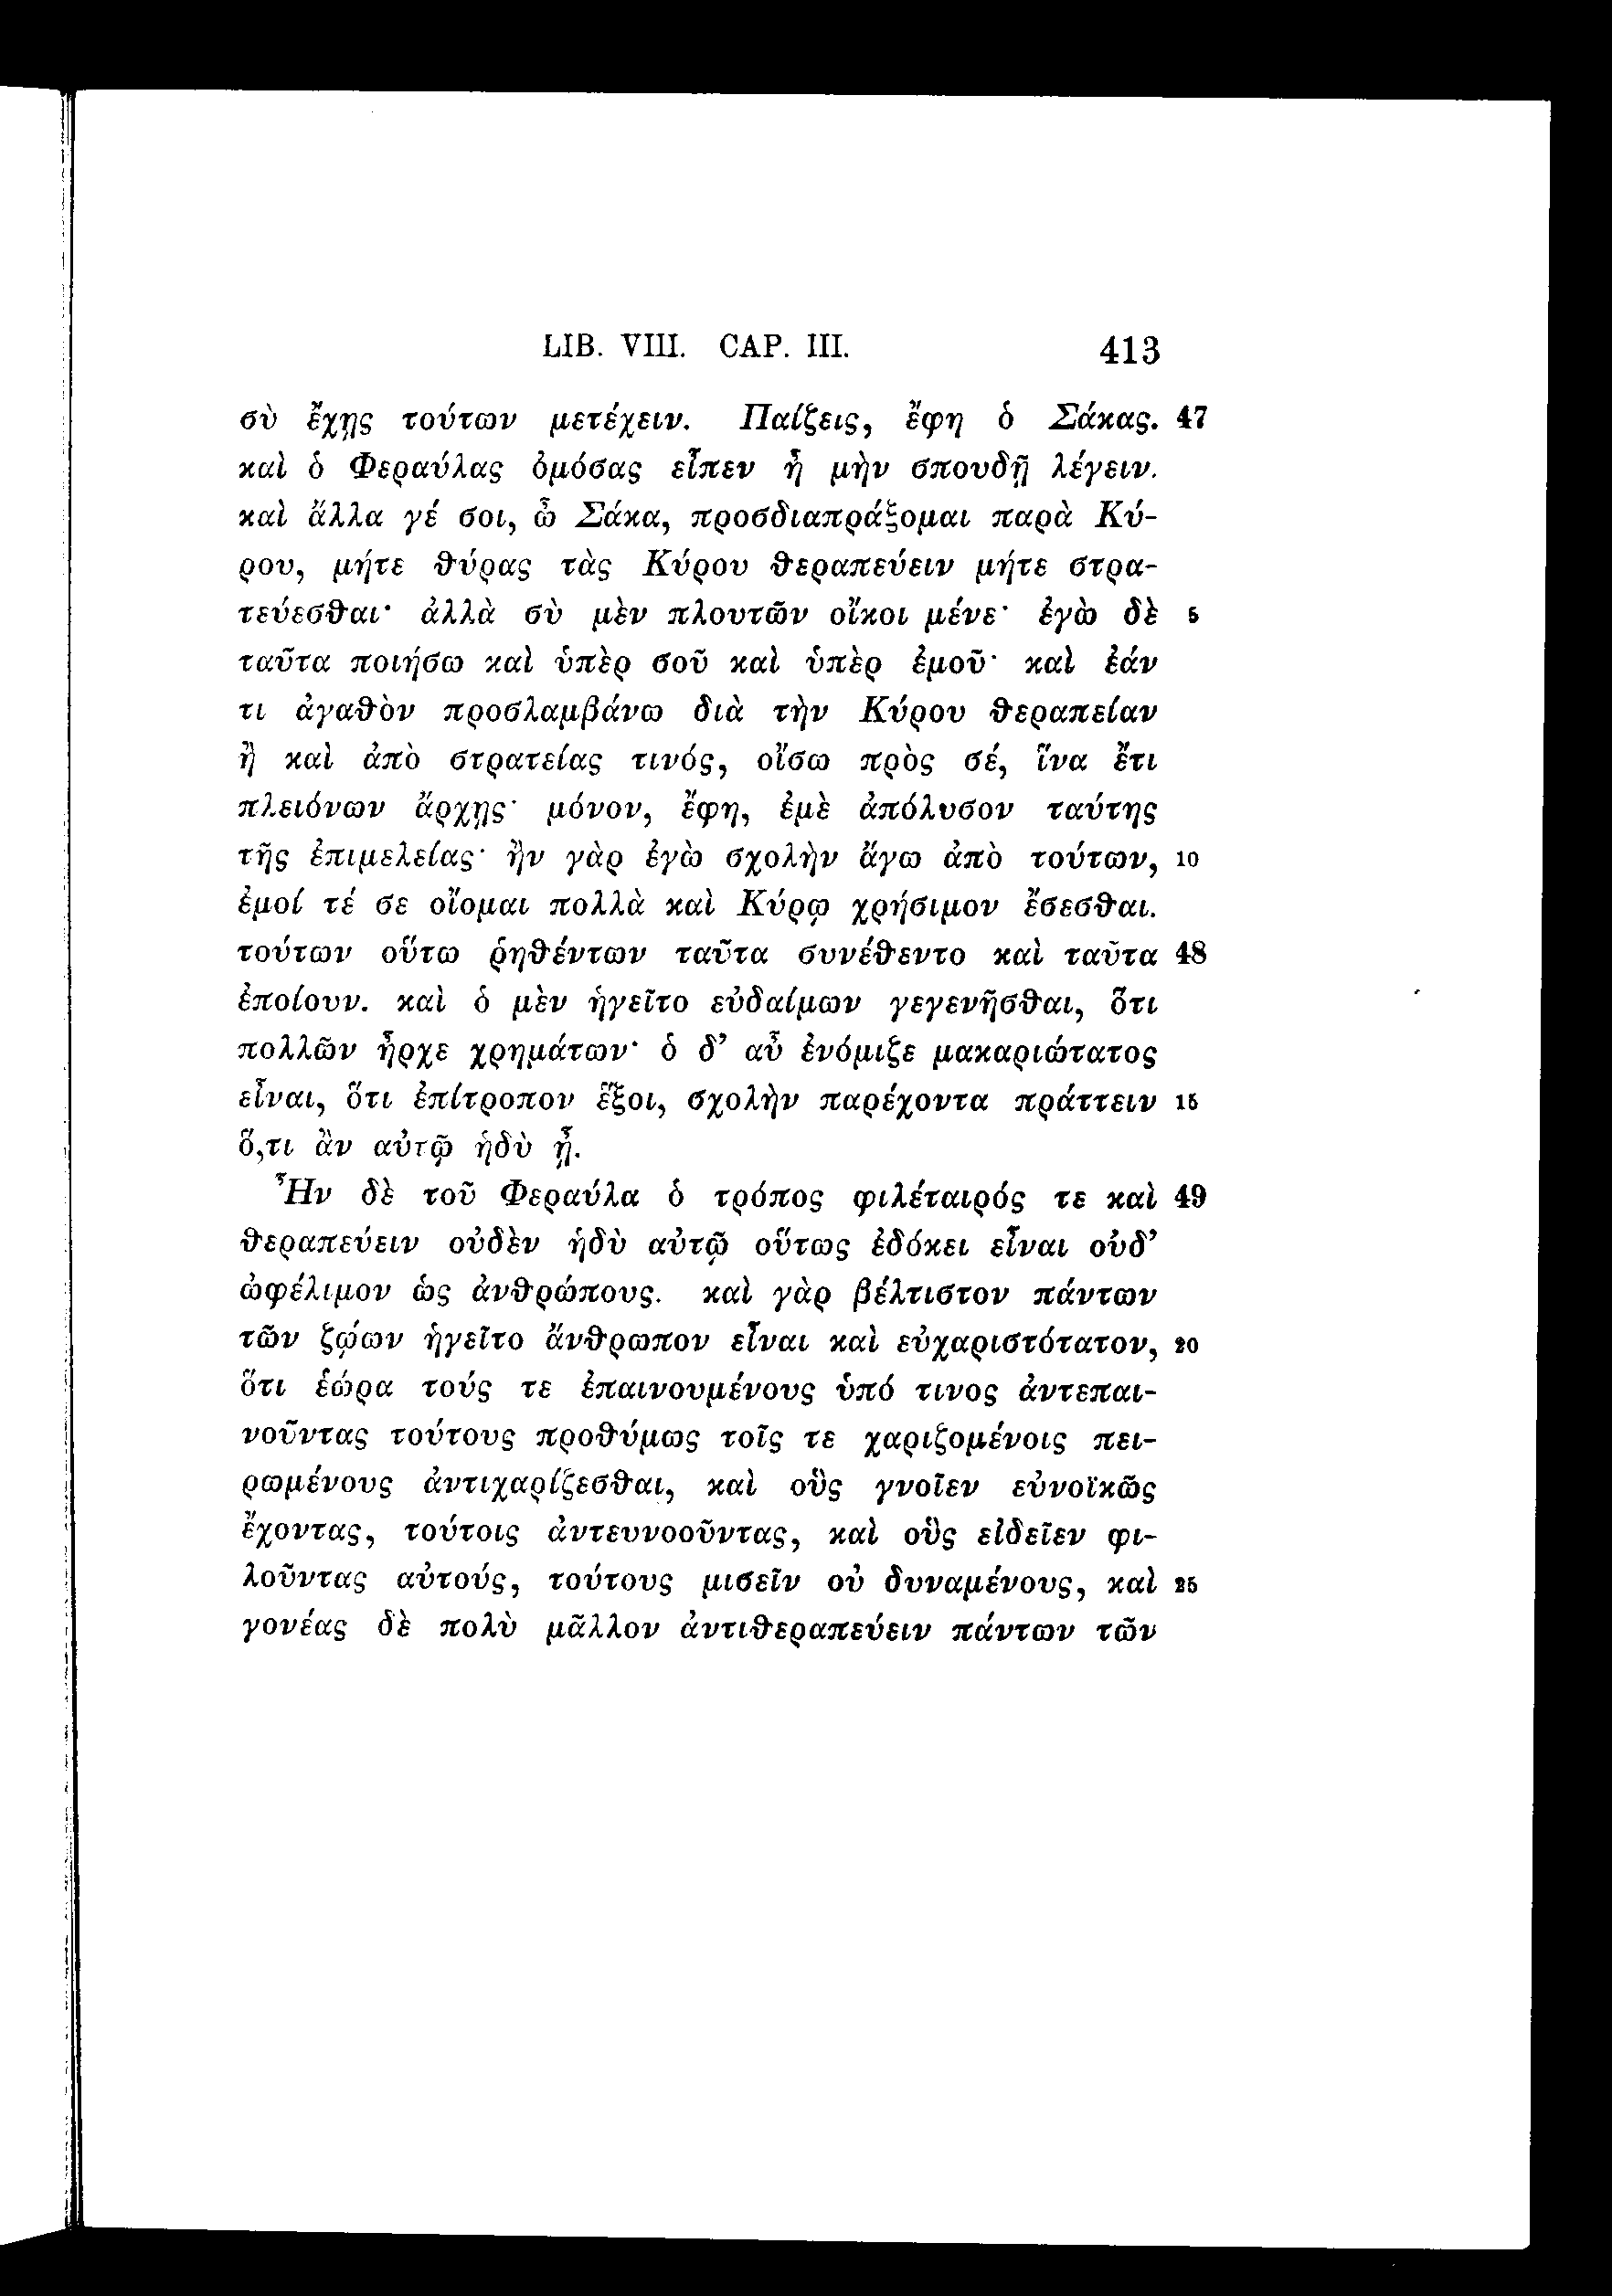 LIB. VIII. CAP. III. 413
σὺ ἔχῃς τούτων μετέχειν. Παίζεις, ἔφη ὁ Σάκας. 47
καὶ ὁ Φεραύλας ὀμόσας εἶπεν ἦ μὴν σπουδῇ λέγειν.
καὶ ἄλλα γέ σοι, ὦ Σάκα, προσδιαπράξομαι παρὰ Κύ-
ρου, μήτε θύρας τὰς Κύρου θεραπεύειν μήτε στρα-
τεύεσθαι· ἀλλὰ σὺ μὲν πλουτῶν οἴκοι μένε· ἐγὼ δὲ 5
ταῦτα ποιήσω καὶ ὑπὲρ σοῦ καὶ ὑπὲρ ἐμοῦ· καὶ ἐάν
τι ἀγαθὸν προσλαμβάνω διὰ τὴν Κύρου θεραπείαν
ἢ καὶ ἀπὸ στρατείας τινός, οἴσω πρὸς σέ, ἵνα ἔτι
πλειόνων ἄρχῃς· μόνον, ἔφη, ἐμὲ ἀπόλυσον ταύτης
τῆς ἐπιμελείας· ἢν γὰρ ἐγὼ σχολὴν ἄγω ἀπὸ τούτων, 10
ἐμοί τέ σε οἴομαι πολλὰ καὶ Κύρῳ χρήσιμον ἔσεσθαι.
τούτων οὕτω ῥηθέντων ταῦτα συνέθεντο καὶ ταῦτα 48
ἐποίουν. καὶ ὁ μὲν ἡγεῖτο εὐδαίμων γεγενῆσθαι, ὅτι
πολλῶν ἦρχε χρημάτων· ὁ δ’ αὖ ἐνόμιζε μακαριώτατος
εἶναι, ὅτι ἐπίτροπον ἕξοι, σχολὴν παρέχοντα πράττειν 15
ὅ,τι ἂν αὐτῷ ἡδὺ ᾖ.
Ἦν δὲ τοῦ Φεραύλα ὁ τρόπος φιλέταιρός τε καὶ 49
θεραπεύειν οὐδὲν ἡδὺ αὐτῷ οὕτως ἐδόκει εἶναι οὐδ’
ὠφέλιμον ὡς ἀνθρώπους. καὶ γὰρ βέλτιστον πάντων
τῶν ζῴων ἡγεῖτο ἄνθρωπον εἶναι καὶ εὐχαριστότατον, 20
ὅτι ἑώρα τούς τε ἐπαινουμένους ὑπό τινος ἀντεπαι-
νοῦντας τούτους προθύμως τοῖς τε χαριζομένοις πει-
ρωμένους ἀντιχαρίζεσθαι, καὶ οὓς γνοῖεν εὐνοϊκῶς
ἔχοντας, τούτοις ἀντευνοοῦντας, καὶ οὓς εἰδεῖεν φι-
λοῦντας αὐτούς, τούτους μισεῖν οὐ δυναμένους, καὶ 25
γονέας δὲ πολὺ μᾶλλον ἀντιθεραπεύειν πάντων τῶν